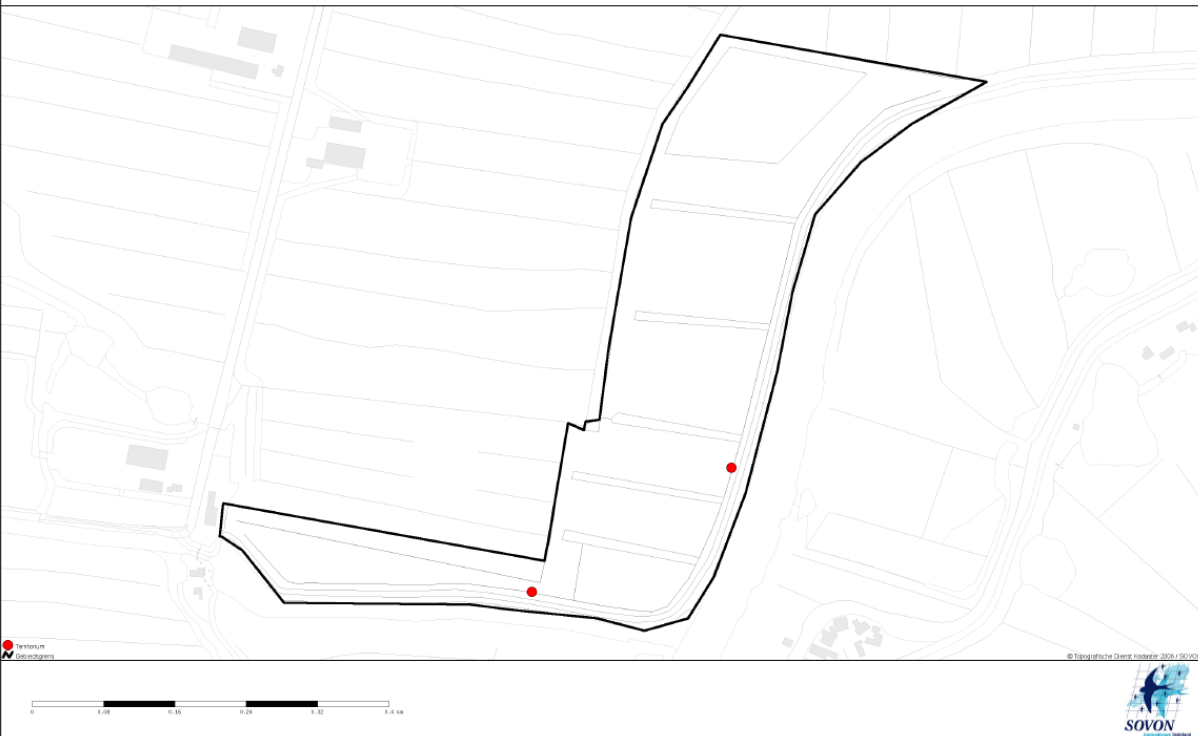 Territorium
Gebiedsgrens
© Topografische Dienst Kadaster 2006 / SOVON
0 0.08 0.16 0.24 0.32 0.4 km
SOVON